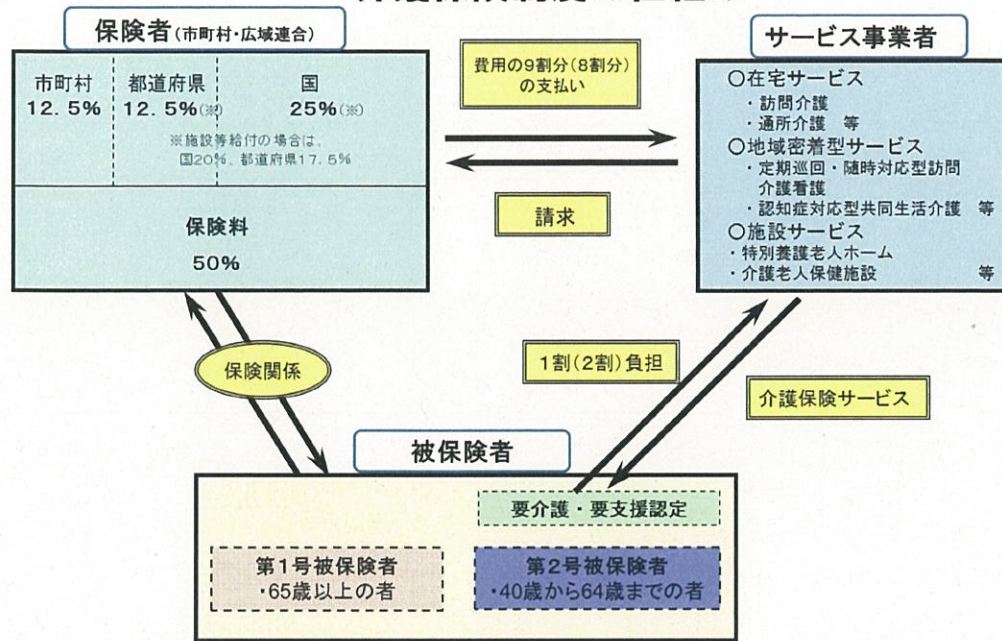 保険者(市町村・広域連合)
市町村
12.5%
都道府県
12.5%(※)
国
25%(※)
※施設等給付の場合は、
国20%、都道府県17.5%
保険料
50%
費用の9割分(8割分)
の支払い
請求
サービス事業者
○在宅サービス
・訪問介護
・通所介護 等
○地域密着型サービス
・定期巡回・随時対応型訪問
介護看護
・認知症対応型共同生活介護 等
○施設サービス
・特別養護老人ホーム
・介護老人保健施設 等
保険関係
1割(2割)負担
介護保険サービス
被保険者
要介護・要支援認定
第1号被保険者
・65歳以上の者
第2号被保険者
・40歳から64歳までの者